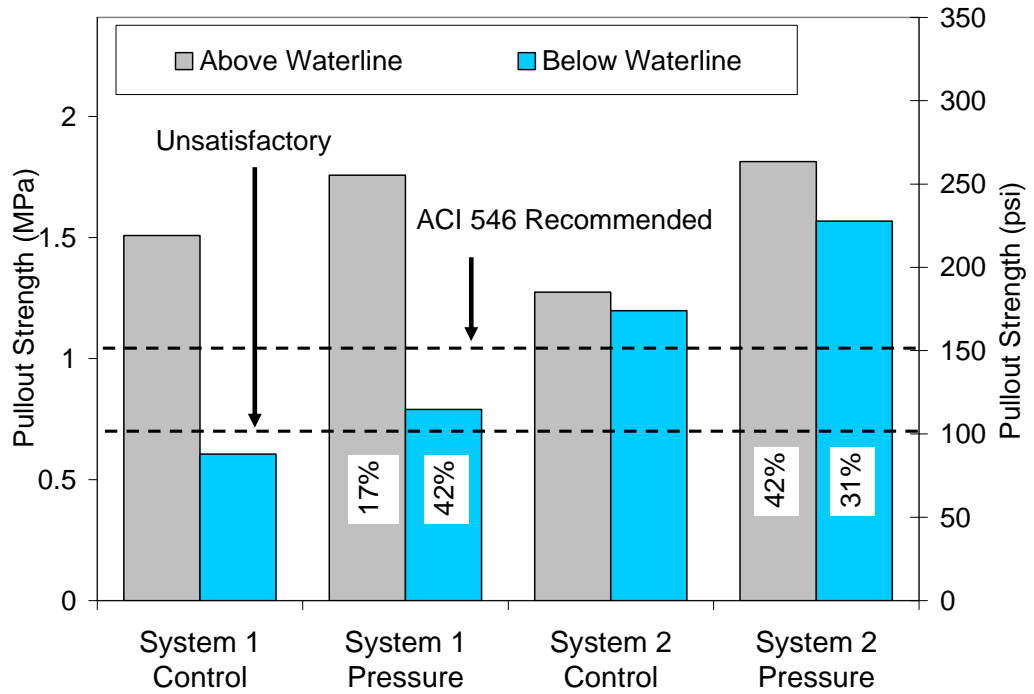 Above Waterline
Below Waterline
Unsatisfactory
ACI 546 Recommended
Pullout Strength (MPa)
2
1.5
1
0.5
0
Pullout Strength (psi)
350
300
250
200
150
100
50
0
17%
42%
42%
31%
System 1
Control
System 1
Pressure
System 2
Control
System 2
Pressure